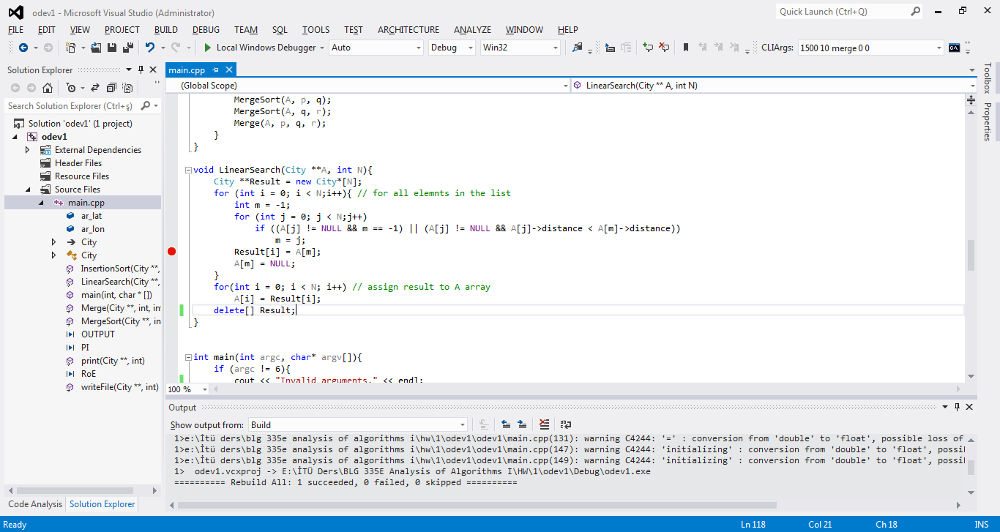 odev1 - Microsoft Visual Studio (Administrator)
Quick Launch (Ctrl+Q)
FILE EDIT VIEW PROJECT BUILD DEBUG TEAM SQL TOOLS TEST ARCHITECTURE ANALYZE WINDOW HELP
Local Windows Debugger Auto Debug Win32 CLIArgs: 1500 10 merge 0 0
Solution Explorer
Search Solution Explorer (Ctrl+ş)
Solution 'odev1' (1 project)
odev1
External Dependencies
Header Files
Resource Files
Source Files
main.cpp
ar_lat
ar_lon
City
City
InsertionSort(City **,
LinearSearch(City **,
main(int, char * [])
Merge(City **, int, in
MergeSort(City **, in
OUTPUT
PI
print(City **, int)
RoE
writeFile(City **, int)
Code Analysis Solution Explorer
main.cpp
(Global Scope) LinearSearch(City ** A, int N)
MergeSort(A, p, q);
MergeSort(A, q, r);
Merge(A, p, q, r);
}
}
void LinearSearch(City **A, int N){
City **Result = new City*[N];
for (int i = 0; i < N;i++){ // for all elemnts in the list
int m = -1;
for (int j = 0; j < N;j++)
if ((A[j] != NULL && m == -1) || (A[j] != NULL && A[j]->distance < A[m]->distance))
m = j;
Result[i] = A[m];
A[m] = NULL;
}
for(int i = 0; i < N; i++) // assign result to A array
A[i] = Result[i];
delete[] Result;
}
int main(int argc, char* argv[]){
if (argc != 6){
cout << "Invalid arguments." << endl;
100 %
Toolbox
Properties
Output
Show output from: Build
1>e:\İtü ders\blg 335e analysis of algorithms i\hw\1\odev1\odev1\main.cpp(131): warning C4244: '=' : conversion from 'double' to 'float', possible loss of
1>e:\İtü ders\blg 335e analysis of algorithms i\hw\1\odev1\odev1\main.cpp(147): warning C4244: 'initializing' : conversion from 'double' to 'float', possil
1>e:\İtü ders\blg 335e analysis of algorithms i\hw\1\odev1\odev1\main.cpp(149): warning C4244: 'initializing' : conversion from 'double' to 'float', possil
1> odev1.vcxproj -> E:\İTÜ Ders\BLG 335E Analysis of Algorithms I\HW\1\odev1\Debug\odev1.exe
========== Rebuild All: 1 succeeded, 0 failed, 0 skipped ==========
Ready Ln 118 Col 21 Ch 18 INS